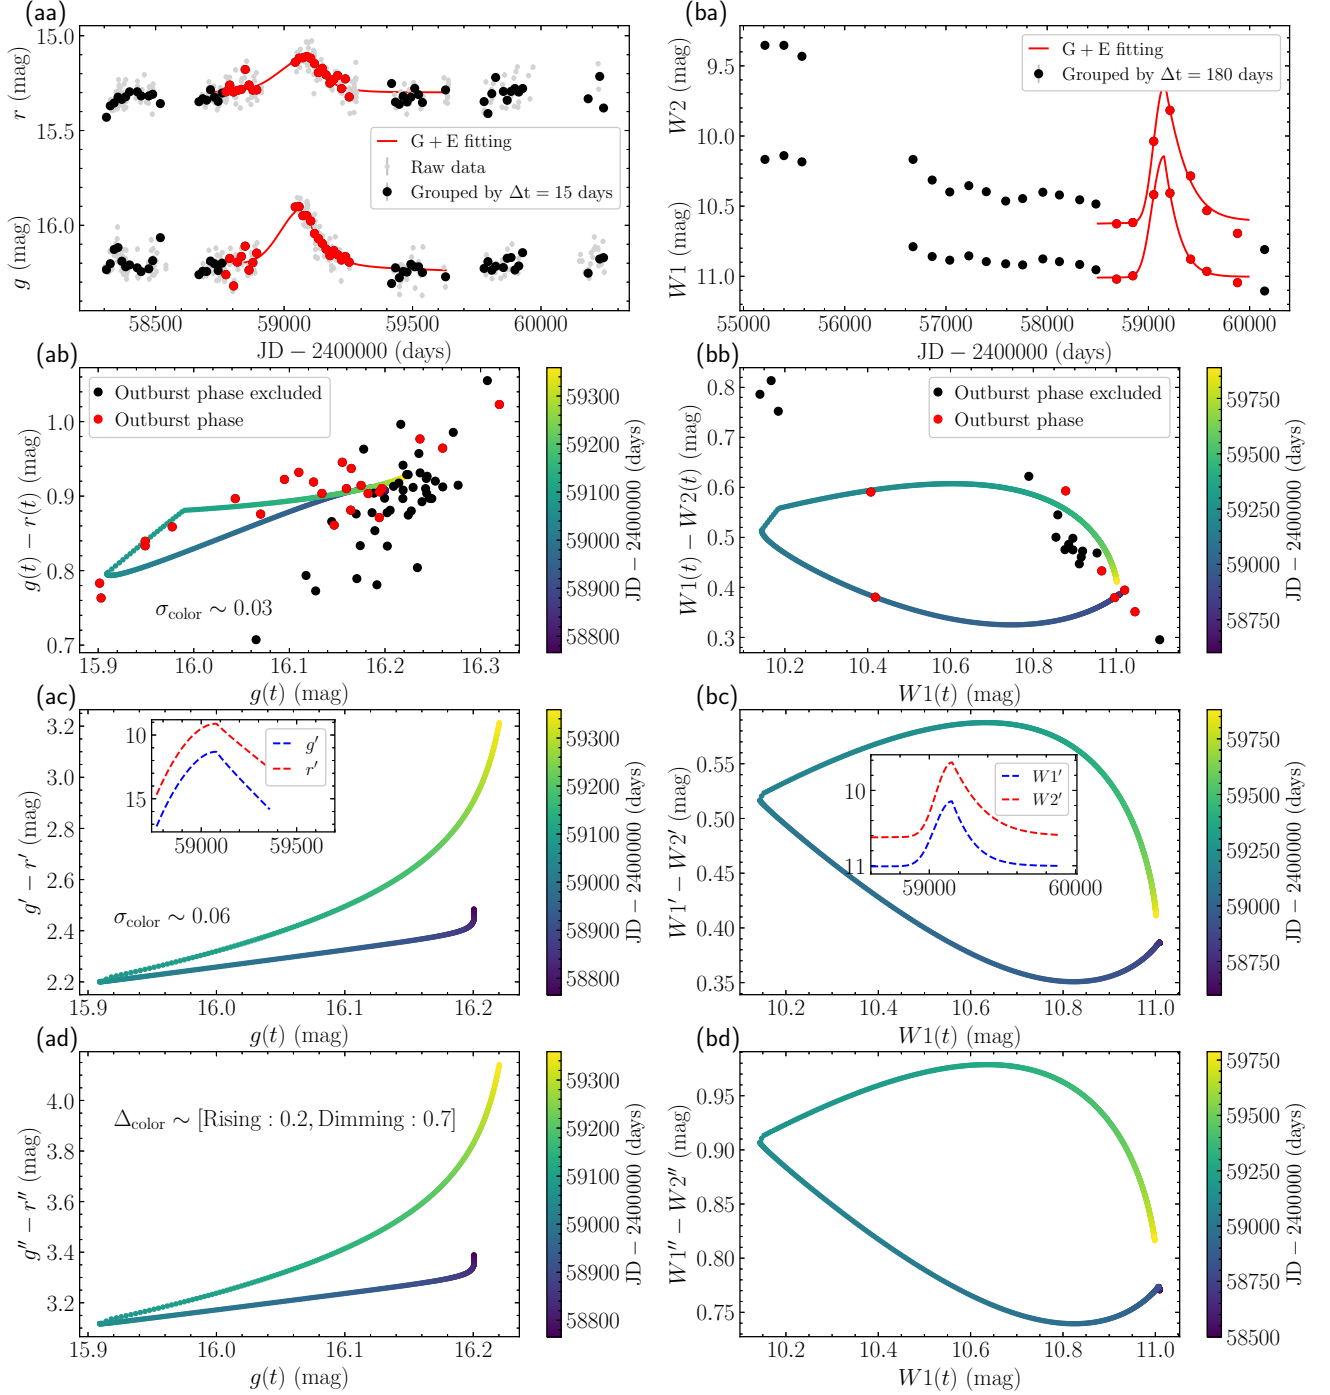 (aa)
r (mag)
g (mag)
15.0
15.5
16.0
G + E fitting
Raw data
Grouped by Δt = 15 days
58500
59000
59500
60000
JD − 2400000 (days)
(ba)
W2 (mag)
W1 (mag)
9.5
10.0
10.5
11.0
G + E fitting
Grouped by Δt = 180 days
55000
56000
57000
58000
59000
60000
JD − 2400000 (days)
(ab)
g(t) − r(t) (mag)
1.0
0.9
0.8
0.7
Outburst phase excluded
Outburst phase
σcolor ∼ 0.03
15.9
16.0
16.1
16.2
16.3
g(t) (mag)
59300
59200
59100
59000
58900
58800
JD − 2400000 (days)
(bb)
W1(t) − W2(t) (mag)
0.8
0.7
0.6
0.5
0.4
0.3
Outburst phase excluded
Outburst phase
10.2
10.4
10.6
10.8
11.0
W1(t) (mag)
59750
59500
59250
59000
58750
JD − 2400000 (days)
(ac)
g′ − r′ (mag)
3.2
3.0
2.8
2.6
2.4
2.2
10
15
g′
r′
59000
59500
σcolor ∼ 0.06
15.9
16.0
16.1
16.2
g(t) (mag)
59300
59200
59100
59000
58900
58800
JD − 2400000 (days)
(bc)
W1′ − W2′ (mag)
0.55
0.50
0.45
0.40
0.35
10
11
W1′
W2′
59000
60000
10.2
10.4
10.6
10.8
11.0
W1(t) (mag)
59750
59500
59250
59000
58750
JD − 2400000 (days)
(ad)
g″ − r″ (mag)
4.0
3.8
3.6
3.4
3.2
Δcolor ∼ [Rising : 0.2, Dimming : 0.7]
15.9
16.0
16.1
16.2
g(t) (mag)
59300
59200
59100
59000
58900
58800
JD − 2400000 (days)
(bd)
W1″ − W2″ (mag)
0.95
0.90
0.85
0.80
0.75
10.2
10.4
10.6
10.8
11.0
W1(t) (mag)
59750
59500
59250
59000
58750
58500
JD − 2400000 (days)